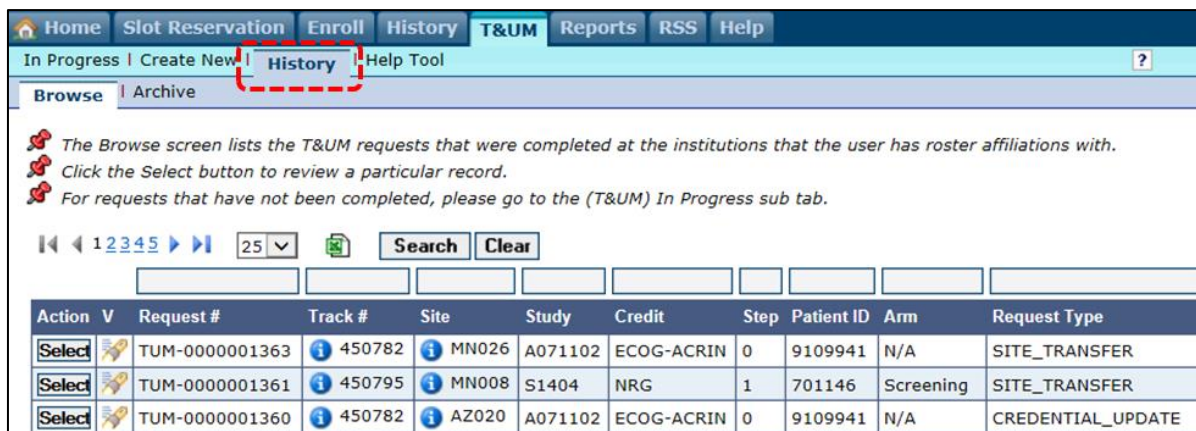 Home Slot Reservation Enroll History T&UM Reports RSS Help
In Progress | Create New | History | Help Tool ?
Browse | Archive
The Browse screen lists the T&UM requests that were completed at the institutions that the user has roster affiliations with.
Click the Select button to review a particular record.
For requests that have not been completed, please go to the (T&UM) In Progress sub tab.
1 2 3 4 5 25 Search Clear
Action V Request # Track # Site Study Credit Step Patient ID Arm Request Type
Select TUM-0000001363 450782 MN026 A071102 ECOG-ACRIN 0 9109941 N/A SITE_TRANSFER
Select TUM-0000001361 450795 MN008 S1404 NRG 1 701146 Screening SITE_TRANSFER
Select TUM-0000001360 450782 AZ020 A071102 ECOG-ACRIN 0 9109941 N/A CREDENTIAL_UPDATE